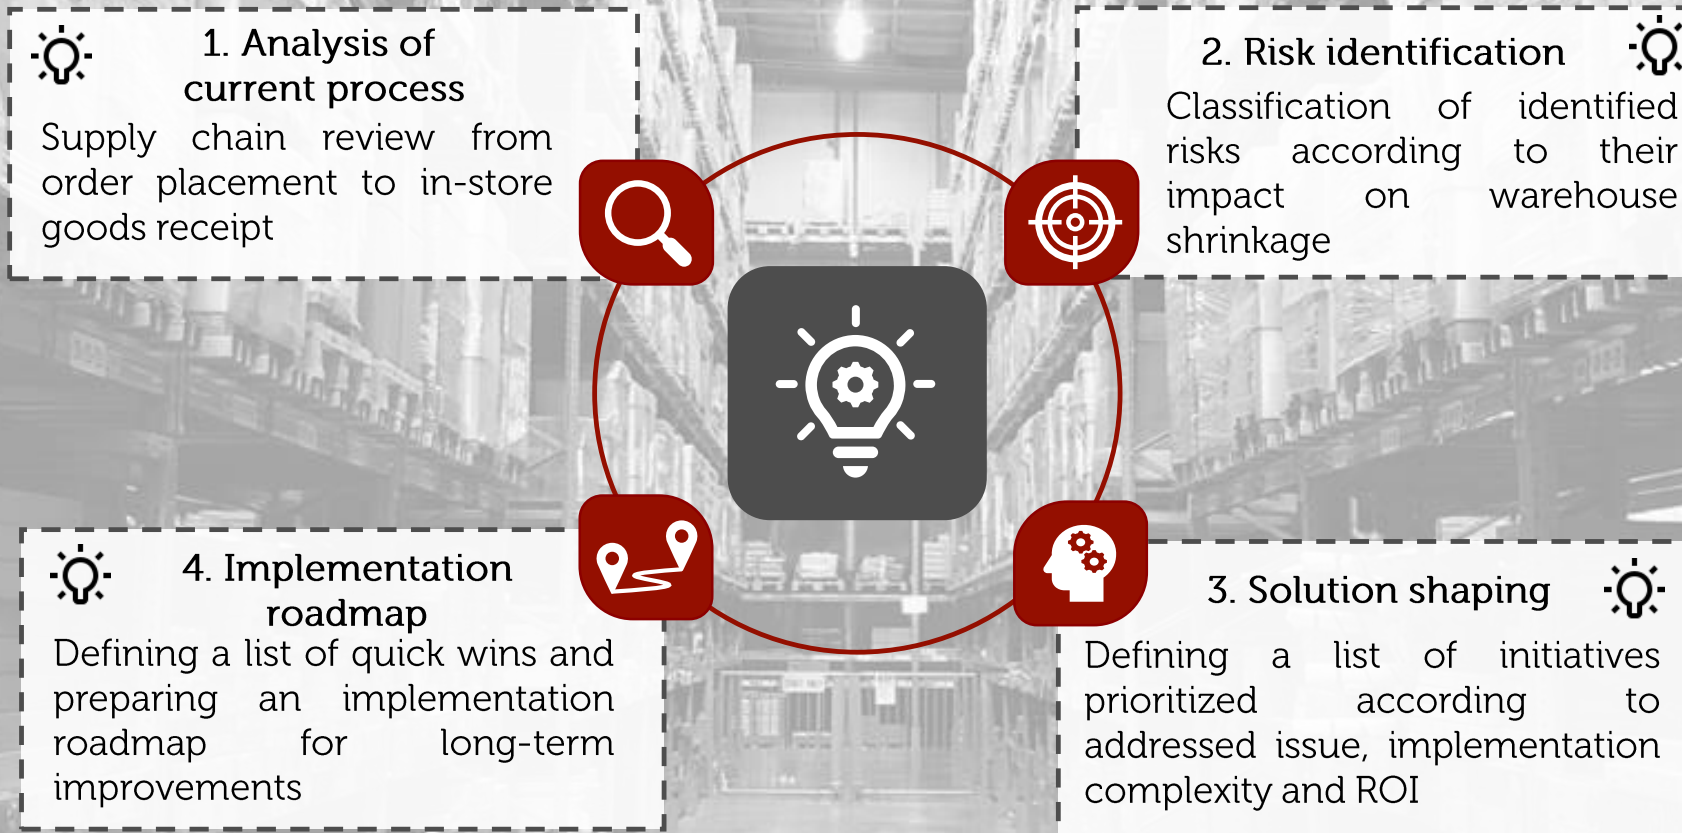 1. Analysis of
current process
Supply chain review from
order placement to in-store
goods receipt
2. Risk identification
Classification of identified
risks according to their
impact on warehouse
shrinkage
3. Solution shaping
Defining a list of initiatives
prioritized according to
addressed issue, implementation
complexity and ROI
4. Implementation
roadmap
Defining a list of quick wins and
preparing an implementation
roadmap for long-term
improvements